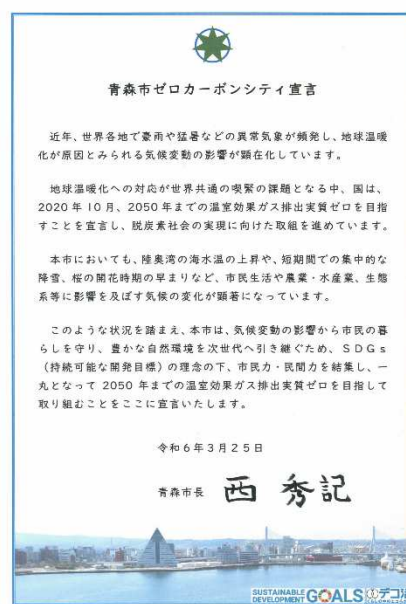 青森市ゼロカーボンシティ宣言
近年、世界各地で豪雨や猛暑などの異常気象が頻発し、地球温暖
化が原因とみられる気候変動の影響が顕在化しています。
地球温暖化への対応が世界共通の喫緊の課題となる中、国は、
2020年10月、2050年までの温室効果ガス排出実質ゼロを目指
すことを宣言し、脱炭素社会の実現に向けた取組を進めています。
本市においても、陸奥湾の海水温の上昇や、短期間での集中的な
降雪、桜の開花時期の早まりなど、市民生活や農業・水産業、生態
系等に影響を及ぼす気候の変化が顕著になっています。
このような状況を踏まえ、本市は、気候変動の影響から市民の暮
らしを守り、豊かな自然環境を次世代へ引き継ぐため、SDGs
(持続可能な開発目標)の理念の下、市民力・民間力を結集し、一
丸となって2050年までの温室効果ガス排出実質ゼロを目指して
取り組むことをここに宣言いたします。
令和6年3月25日
青森市長 西 秀記
SUSTAINABLE
DEVELOPMENT GOALS デコ活